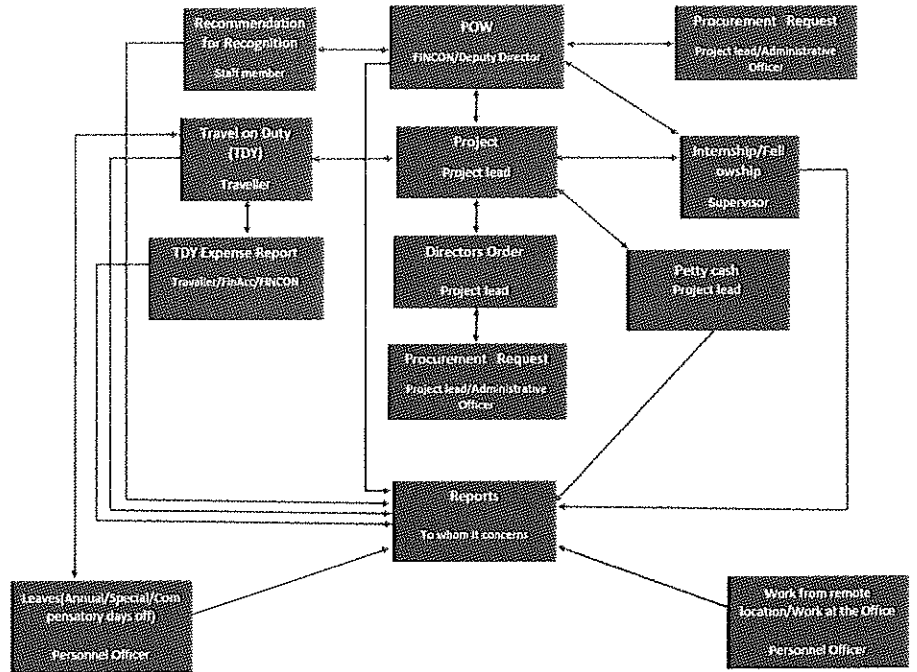 Recommendation
for Recognition
Staff member
POW
FINCON/Deputy Director
Procurement Request
Project lead/Administrative
Officer
Travel on Duty
(TDY)
Traveller
Project
Project lead
Internship/Fell
owship
Supervisor
TDY Expense Report
Traveller/FinAcc/FINCON
Directors Order
Project lead
Petty cash
Project lead
Procurement Request
Project lead/Administrative
Officer
Reports
To whom it concerns
Leaves(Annual/Special/Com
pensatory days off)
Personnel Officer
Work from remote
location/Work at the Office
Personnel Officer